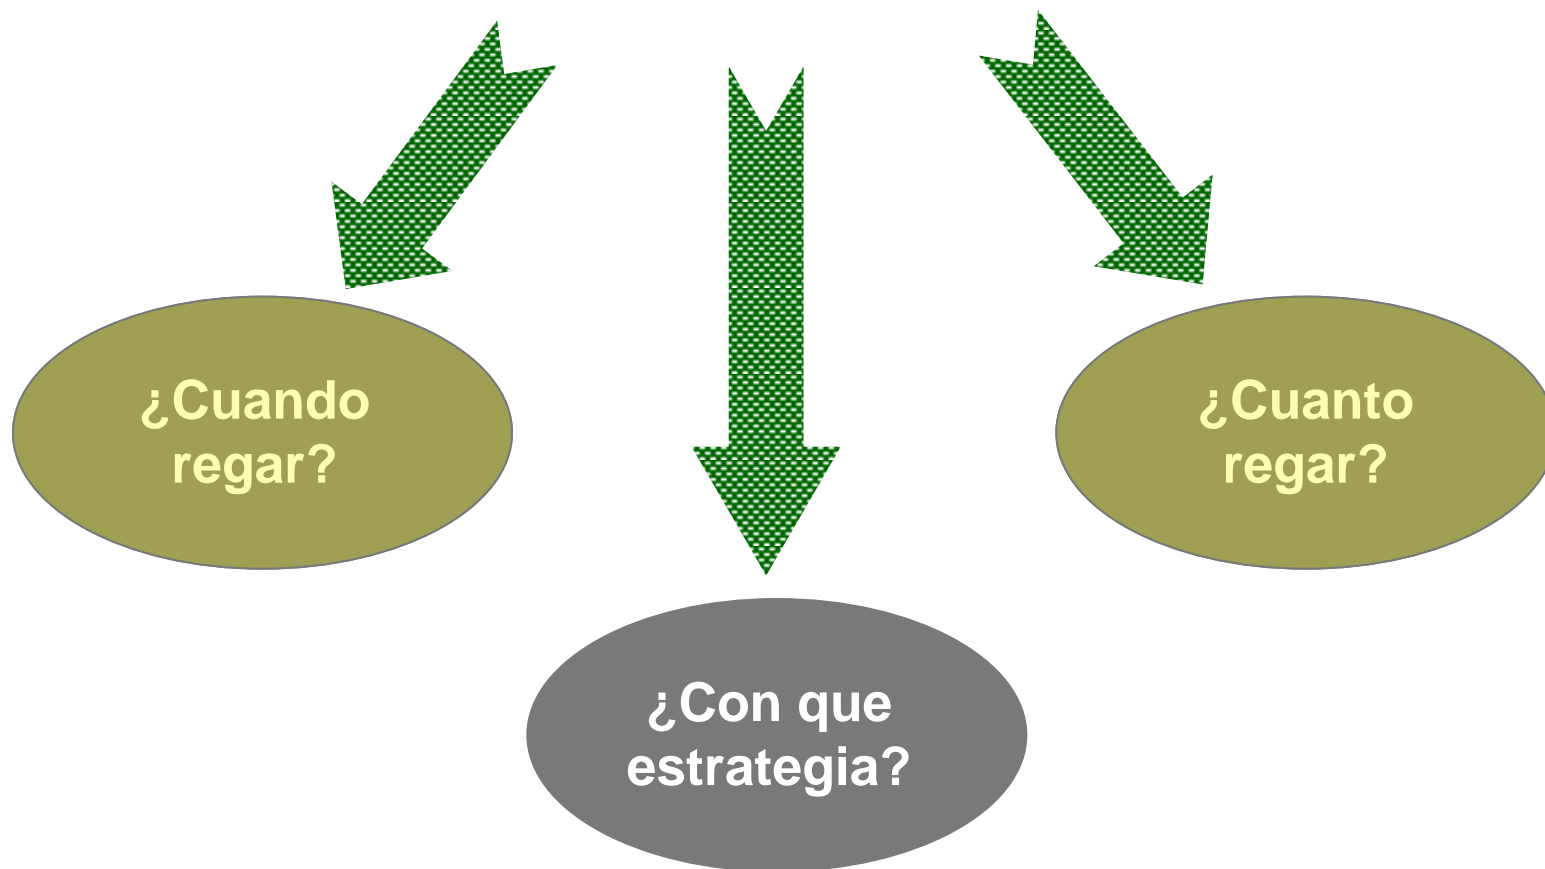 ¿Cuando
regar?
¿Cuanto
regar?
¿Con que
estrategia?